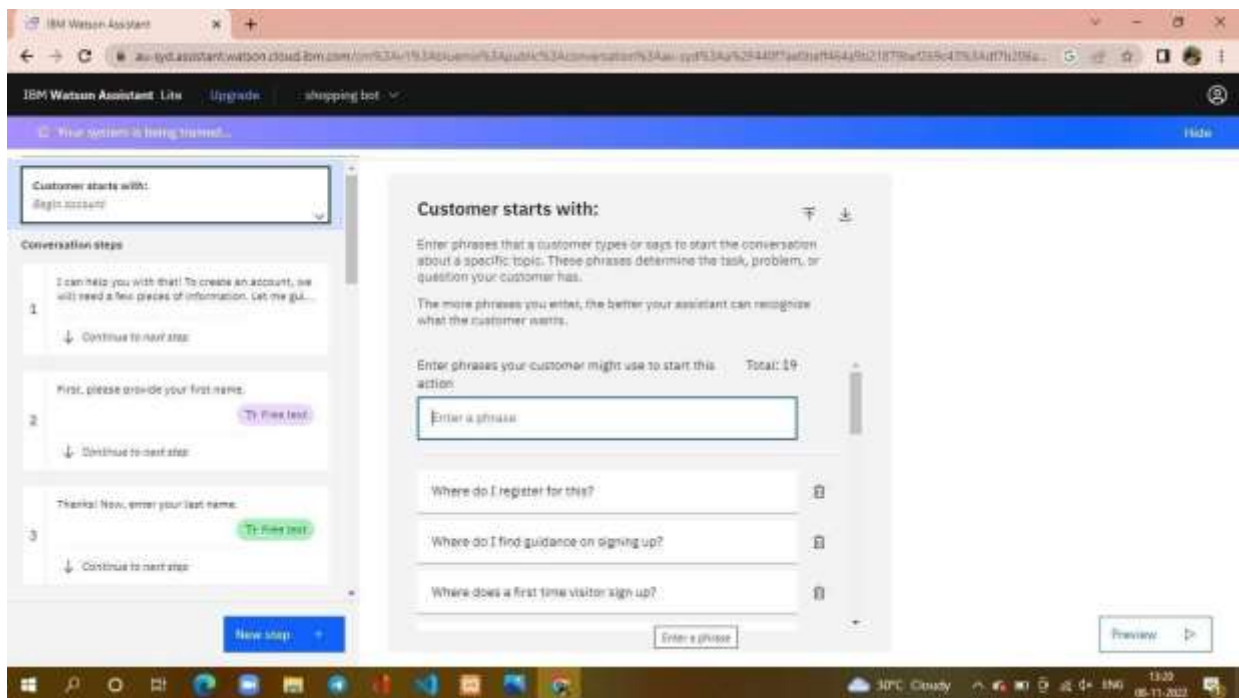 IBM Watson Assistant
IBM Watson Assistant Lite Upgrade shopping bot
Your system is being trained...
Hide
Customer starts with:
Begin account
Conversation steps
1
I can help you with that! To create an account, we
will need a few pieces of information. Let me gui...
Continue to next step
2
First, please provide your first name.
Free text
Continue to next step
3
Thanks! Now, enter your last name.
Free text
Continue to next step
New step +
Customer starts with:
Enter phrases that a customer types or says to start the conversation
about a specific topic. These phrases determine the task, problem, or
question your customer has.
The more phrases you enter, the better your assistant can recognize
what the customer wants.
Enter phrases your customer might use to start this
action
Total: 19
Enter a phrase
Where do I register for this?
Where do I find guidance on signing up?
Where does a first time visitor sign up?
Enter a phrase
Preview
30°C Cloudy
ENG
13:20
08-11-2022